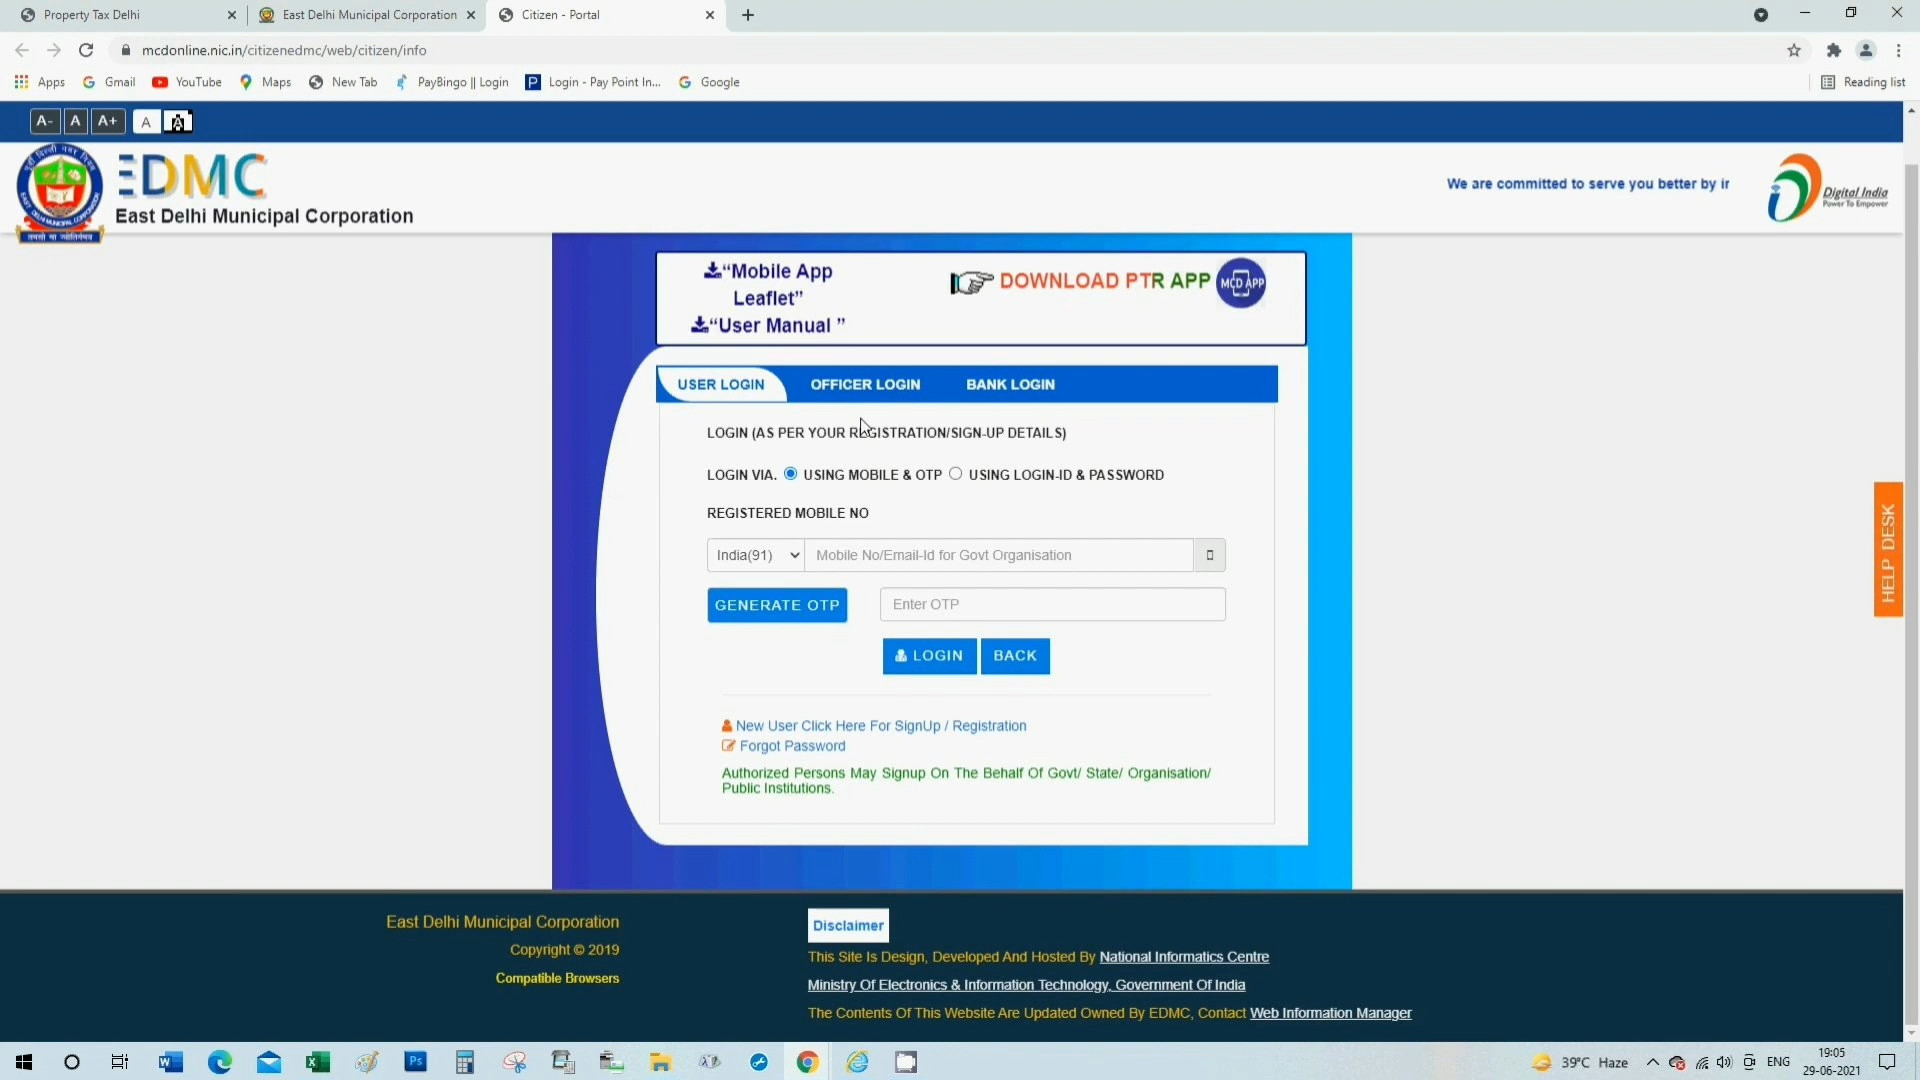 Property Tax Delhi
East Delhi Municipal Corporation
Citizen - Portal
mcdonline.nic.in/citizenedmc/web/citizen/info
Apps Gmail YouTube Maps New Tab PayBingo || Login Login - Pay Point In... Google Reading list
A- A A+ A A
EDMC
East Delhi Municipal Corporation
We are committed to serve you better by ir
Digital India
Power To Empower
“Mobile App
Leaflet”
“User Manual ”
DOWNLOAD PTR APP
MCD APP
USER LOGIN OFFICER LOGIN BANK LOGIN
LOGIN (AS PER YOUR REGISTRATION/SIGN-UP DETAILS)
LOGIN VIA. USING MOBILE & OTP USING LOGIN-ID & PASSWORD
REGISTERED MOBILE NO
India(91) Mobile No/Email-Id for Govt Organisation
GENERATE OTP Enter OTP
LOGIN BACK
New User Click Here For SignUp / Registration
Forgot Password
Authorized Persons May Signup On The Behalf Of Govt/ State/ Organisation/
Public Institutions.
HELP DESK
East Delhi Municipal Corporation
Copyright © 2019
Compatible Browsers
Disclaimer
This Site Is Design, Developed And Hosted By National Informatics Centre
Ministry Of Electronics & Information Technology, Government Of India
The Contents Of This Website Are Updated Owned By EDMC, Contact Web Information Manager
39°C Haze ENG
19:05
29-06-2021